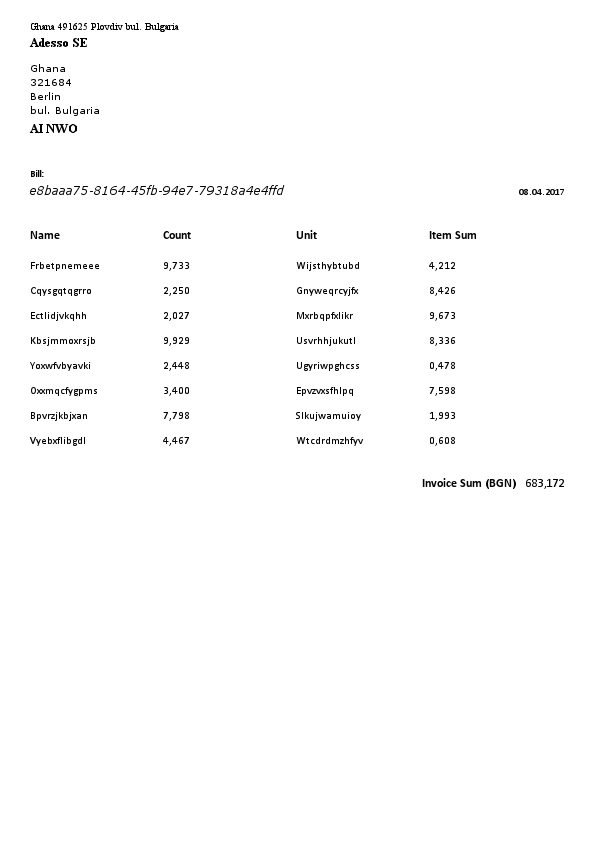 Ghana 491625 Plovdiv bul. Bulgaria
Adesso SE
Ghana
321684
Berlin
bul. Bulgaria
AI NWO
Bill:
e8baaa75-8164-45fb-94e7-79318a4e4ffd 08.04.2017
Name Count Unit Item Sum
Frbetpnemeee 9,733 Wijsthybtubd 4,212
Cqysgqtqgrro 2,250 Gnyweqrcyjfx 8,426
Ectlidjvkqhh 2,027 Mxrbqpfxlikr 9,673
Kbsjmmoxrsjb 9,929 Usvrhhjukutl 8,336
Yoxwfvbyavki 2,448 Ugyriwpghcss 0,478
Oxxmqcfygpms 3,400 Epvzvxsfhlpq 7,598
Bpvrzjkbjxan 7,798 Slkujwamuioy 1,993
Vyebxflibgdl 4,467 Wtcdrdmzhfyv 0,608
Invoice Sum (BGN) 683,172